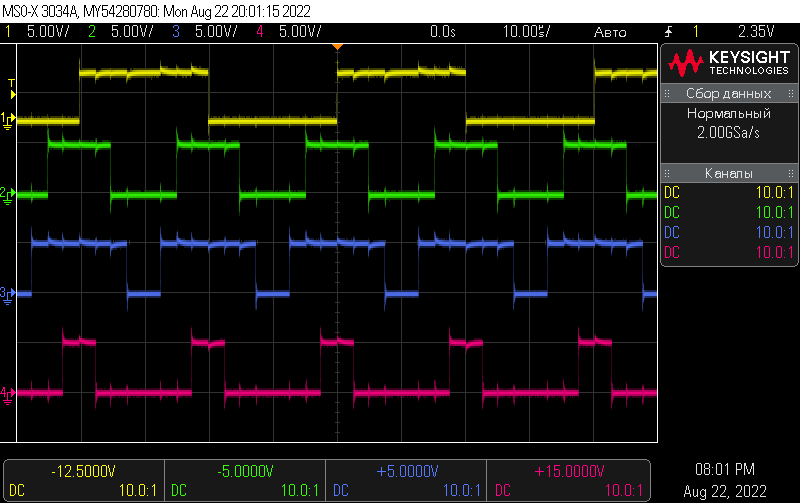 MSO-X 3034A, MY54280780: Mon Aug 22 20:01:15 2022
1 5.00V/ 2 5.00V/ 3 5.00V/ 4 5.00V/ 0.0s 10.00s/ Авто 1 2.35V
KEYSIGHT
TECHNOLOGIES
Сбор данных
Нормальный
2.00GSa/s
Каналы
DC 10.0:1
DC 10.0:1
DC 10.0:1
DC 10.0:1
T
1
2
3
4
-12.5000V -5.0000V +5.0000V +15.0000V
DC 10.0:1 DC 10.0:1 DC 10.0:1 DC 10.0:1
08:01 PM
Aug 22, 2022